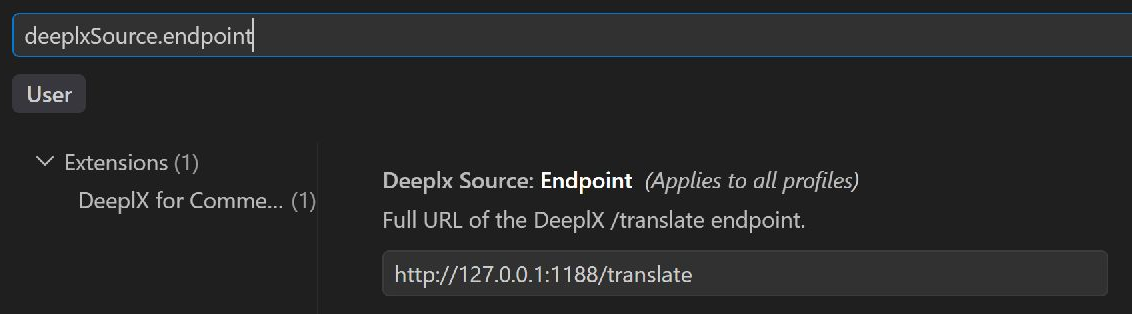 deeplxSource.endpoint
User
Extensions (1)
DeeplX for Comme... (1)
Deeplx Source: Endpoint (Applies to all profiles)
Full URL of the DeeplX /translate endpoint.
http://127.0.0.1:1188/translate